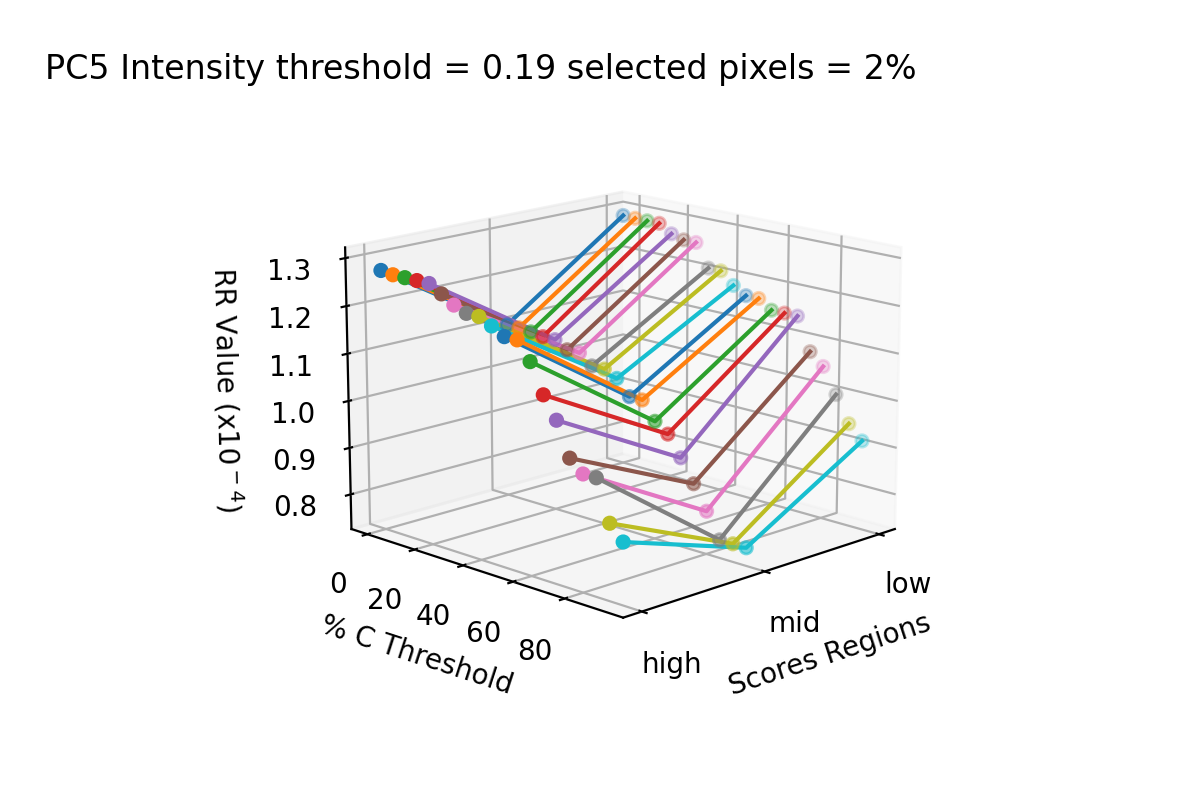 PC5 Intensity threshold = 0.19 selected pixels = 2%
1.3
1.2
1.1
1.0
0.9
0.8
RR Value (x10⁻⁴)
0
20
40
60
80
% C Threshold
low
mid
high
Scores Regions